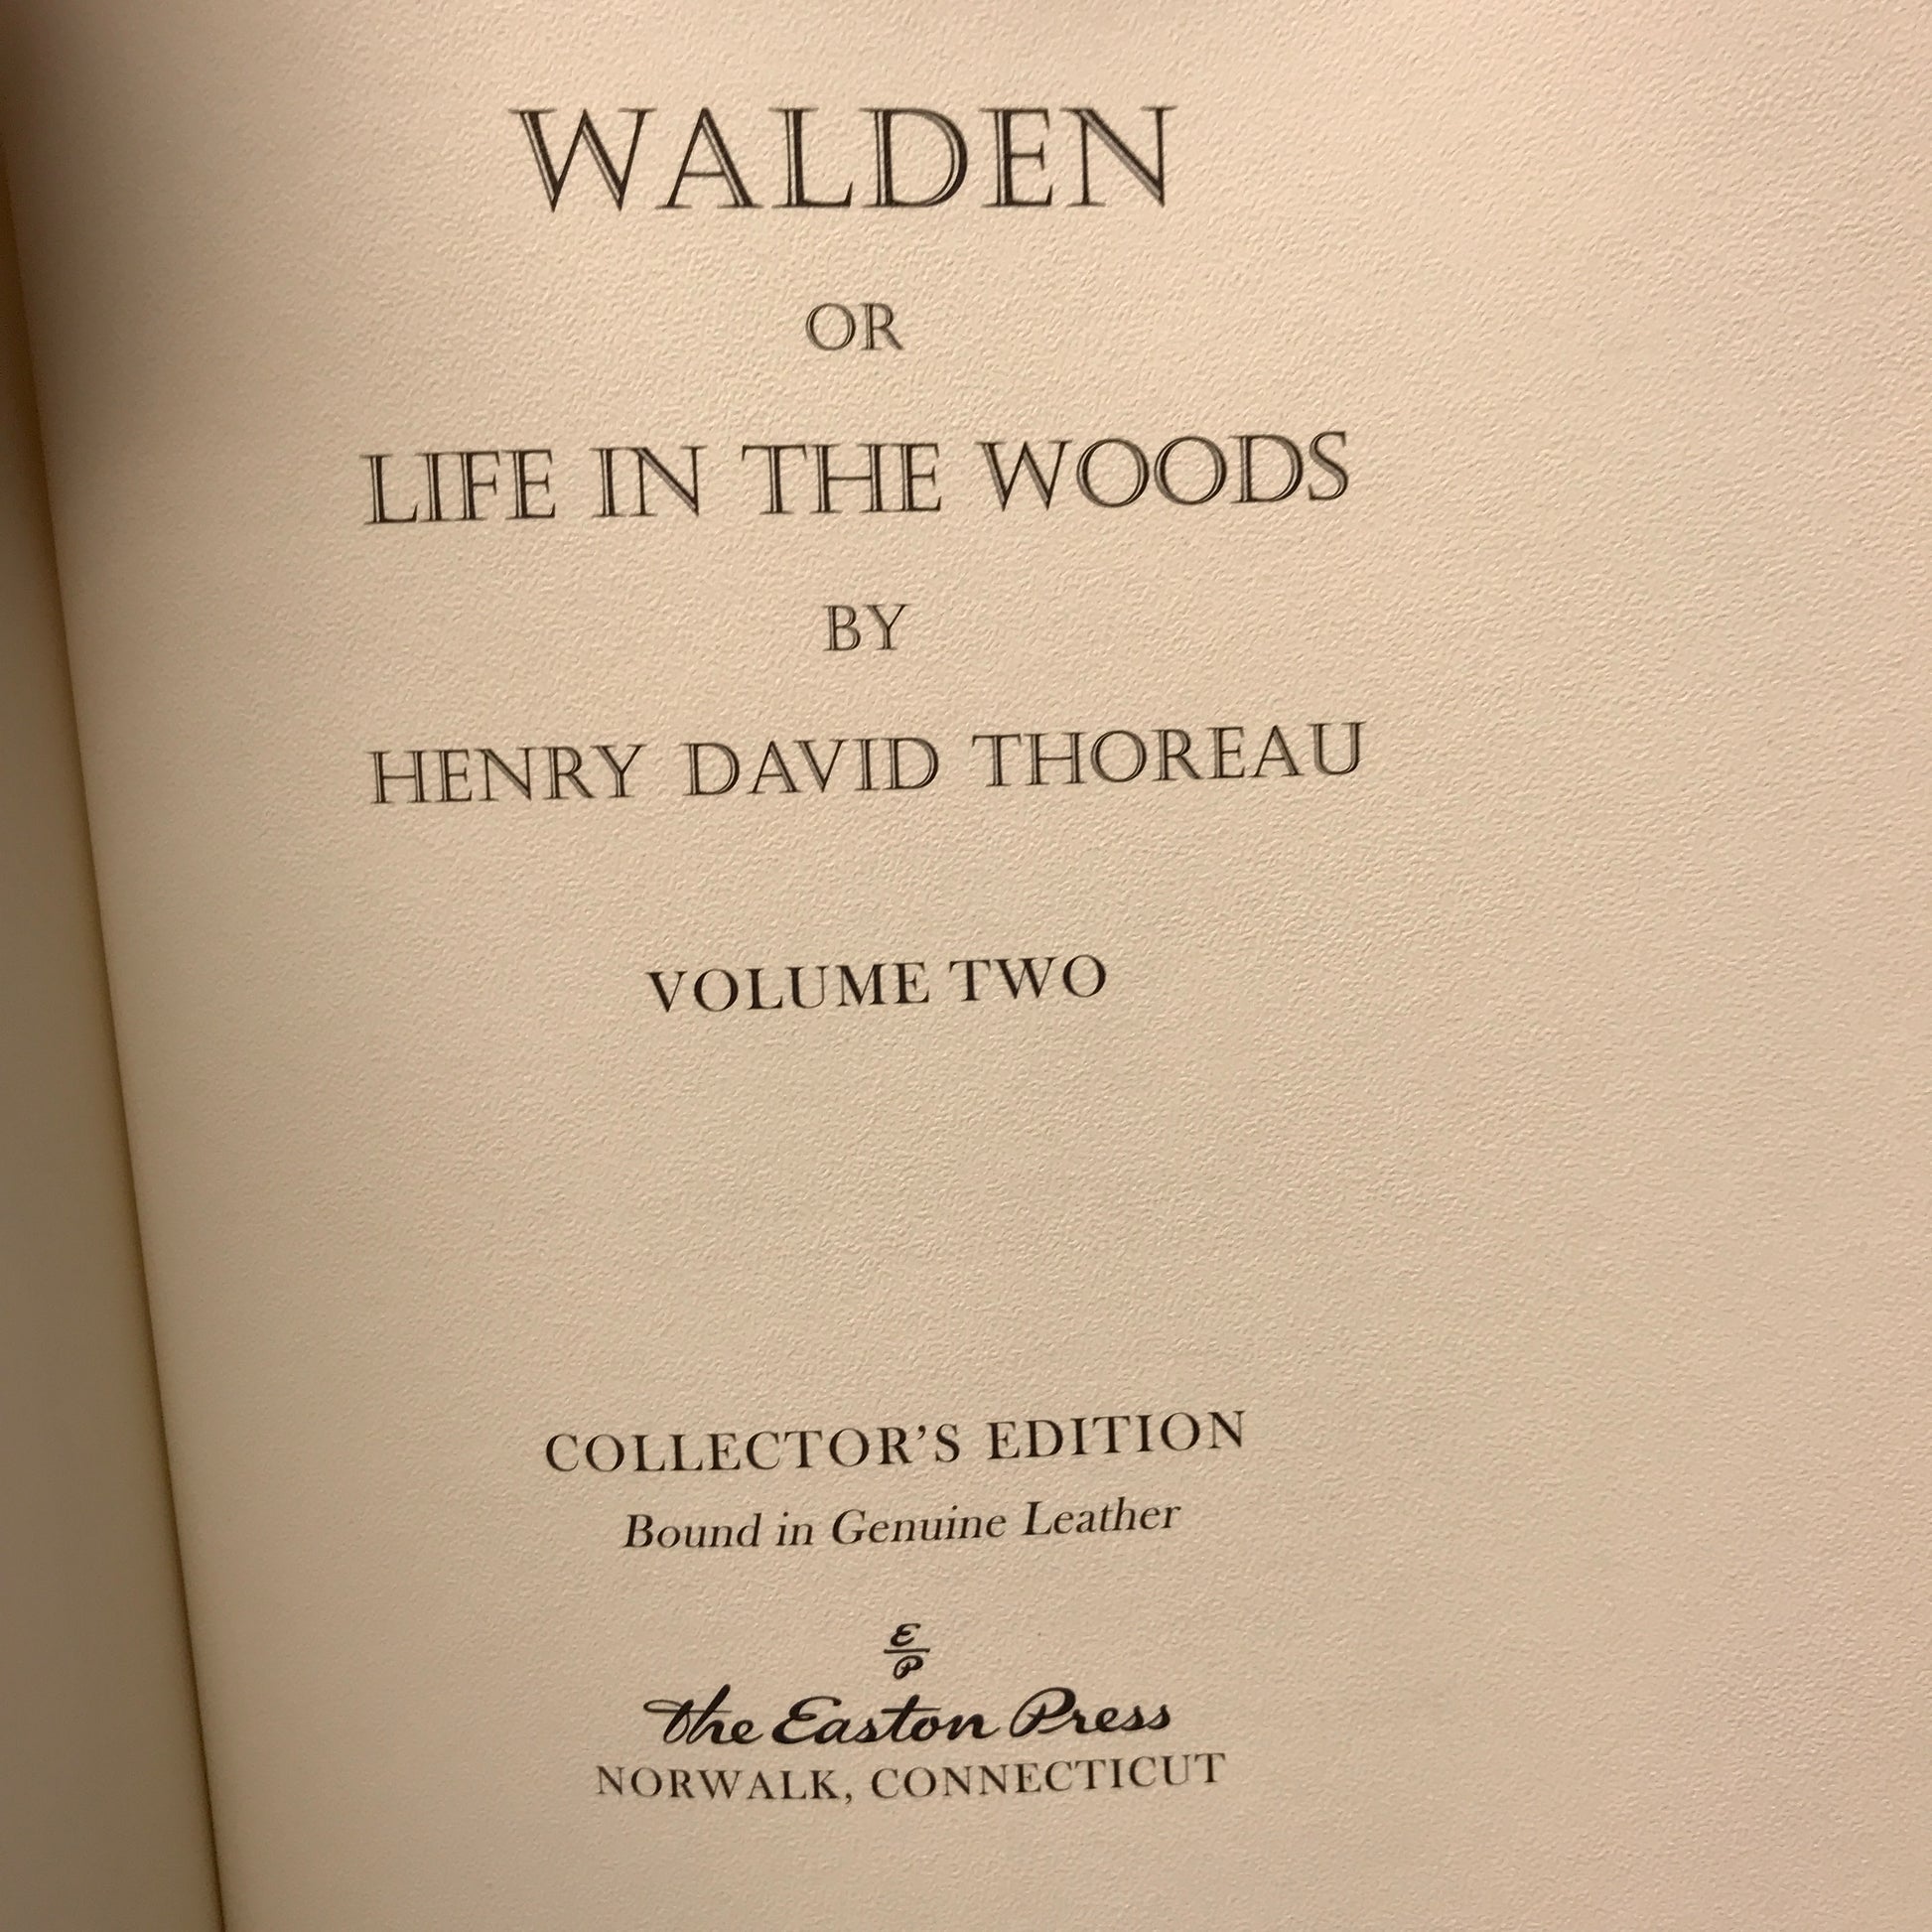 WALDEN
OR
LIFE IN THE WOODS
BY
HENRY DAVID THOREAU
VOLUME TWO
COLLECTOR’S EDITION
Bound in Genuine Leather
E
P
The Easton Press
NORWALK, CONNECTICUT